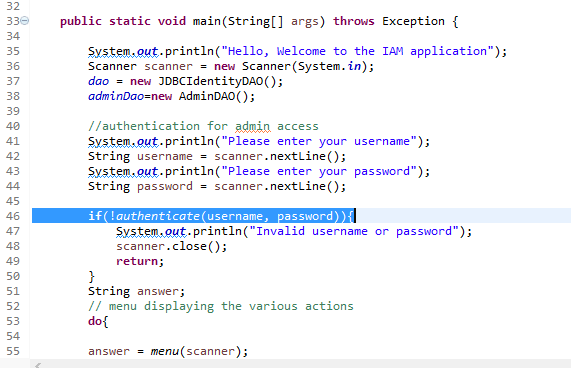 32
33 public static void main(String[] args) throws Exception {
34
35 System.out.println("Hello, Welcome to the IAM application");
36 Scanner scanner = new Scanner(System.in);
37 dao = new JDBCIdentityDAO();
38 adminDao=new AdminDAO();
39
40 //authentication for admin access
41 System.out.println("Please enter your username");
42 String username = scanner.nextLine();
43 System.out.println("Please enter your password");
44 String password = scanner.nextLine();
45
46 if(!authenticate(username, password)){
47 System.out.println("Invalid username or password");
48 scanner.close();
49 return;
50 }
51 String answer;
52 // menu displaying the various actions
53 do{
54
55 answer = menu(scanner);